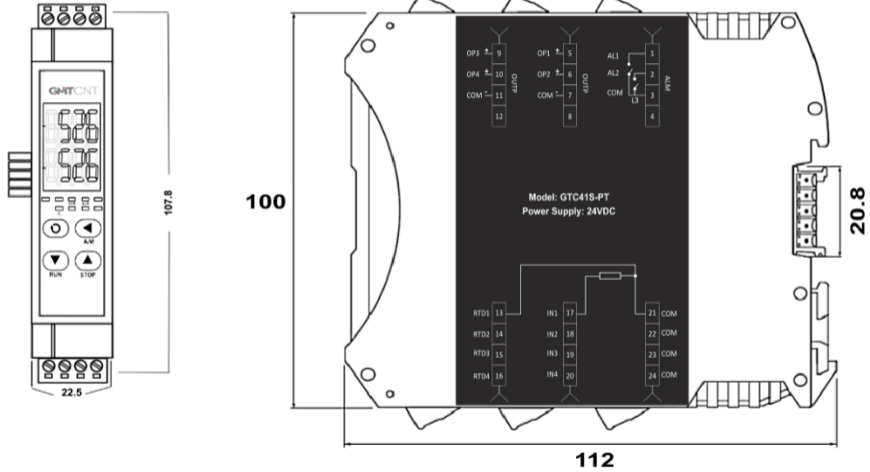 GMTCNT
526
526
A/M
RUN
STOP
22.5
107.8
100
OP3 + 9
OP4 + 10
COM - 11
12
OUTP
OP1 + 5
OP2 + 6
COM - 7
8
OUTP
AL1 1
AL2 2
COM 3
L3
4
ALM
Model: GTC41S-PT
Power Supply: 24VDC
RTD1 13
RTD2 14
RTD3 15
RTD4 16
IN1 17
IN2 18
IN3 19
IN4 20
21 COM
22 COM
23 COM
24 COM
20.8
112